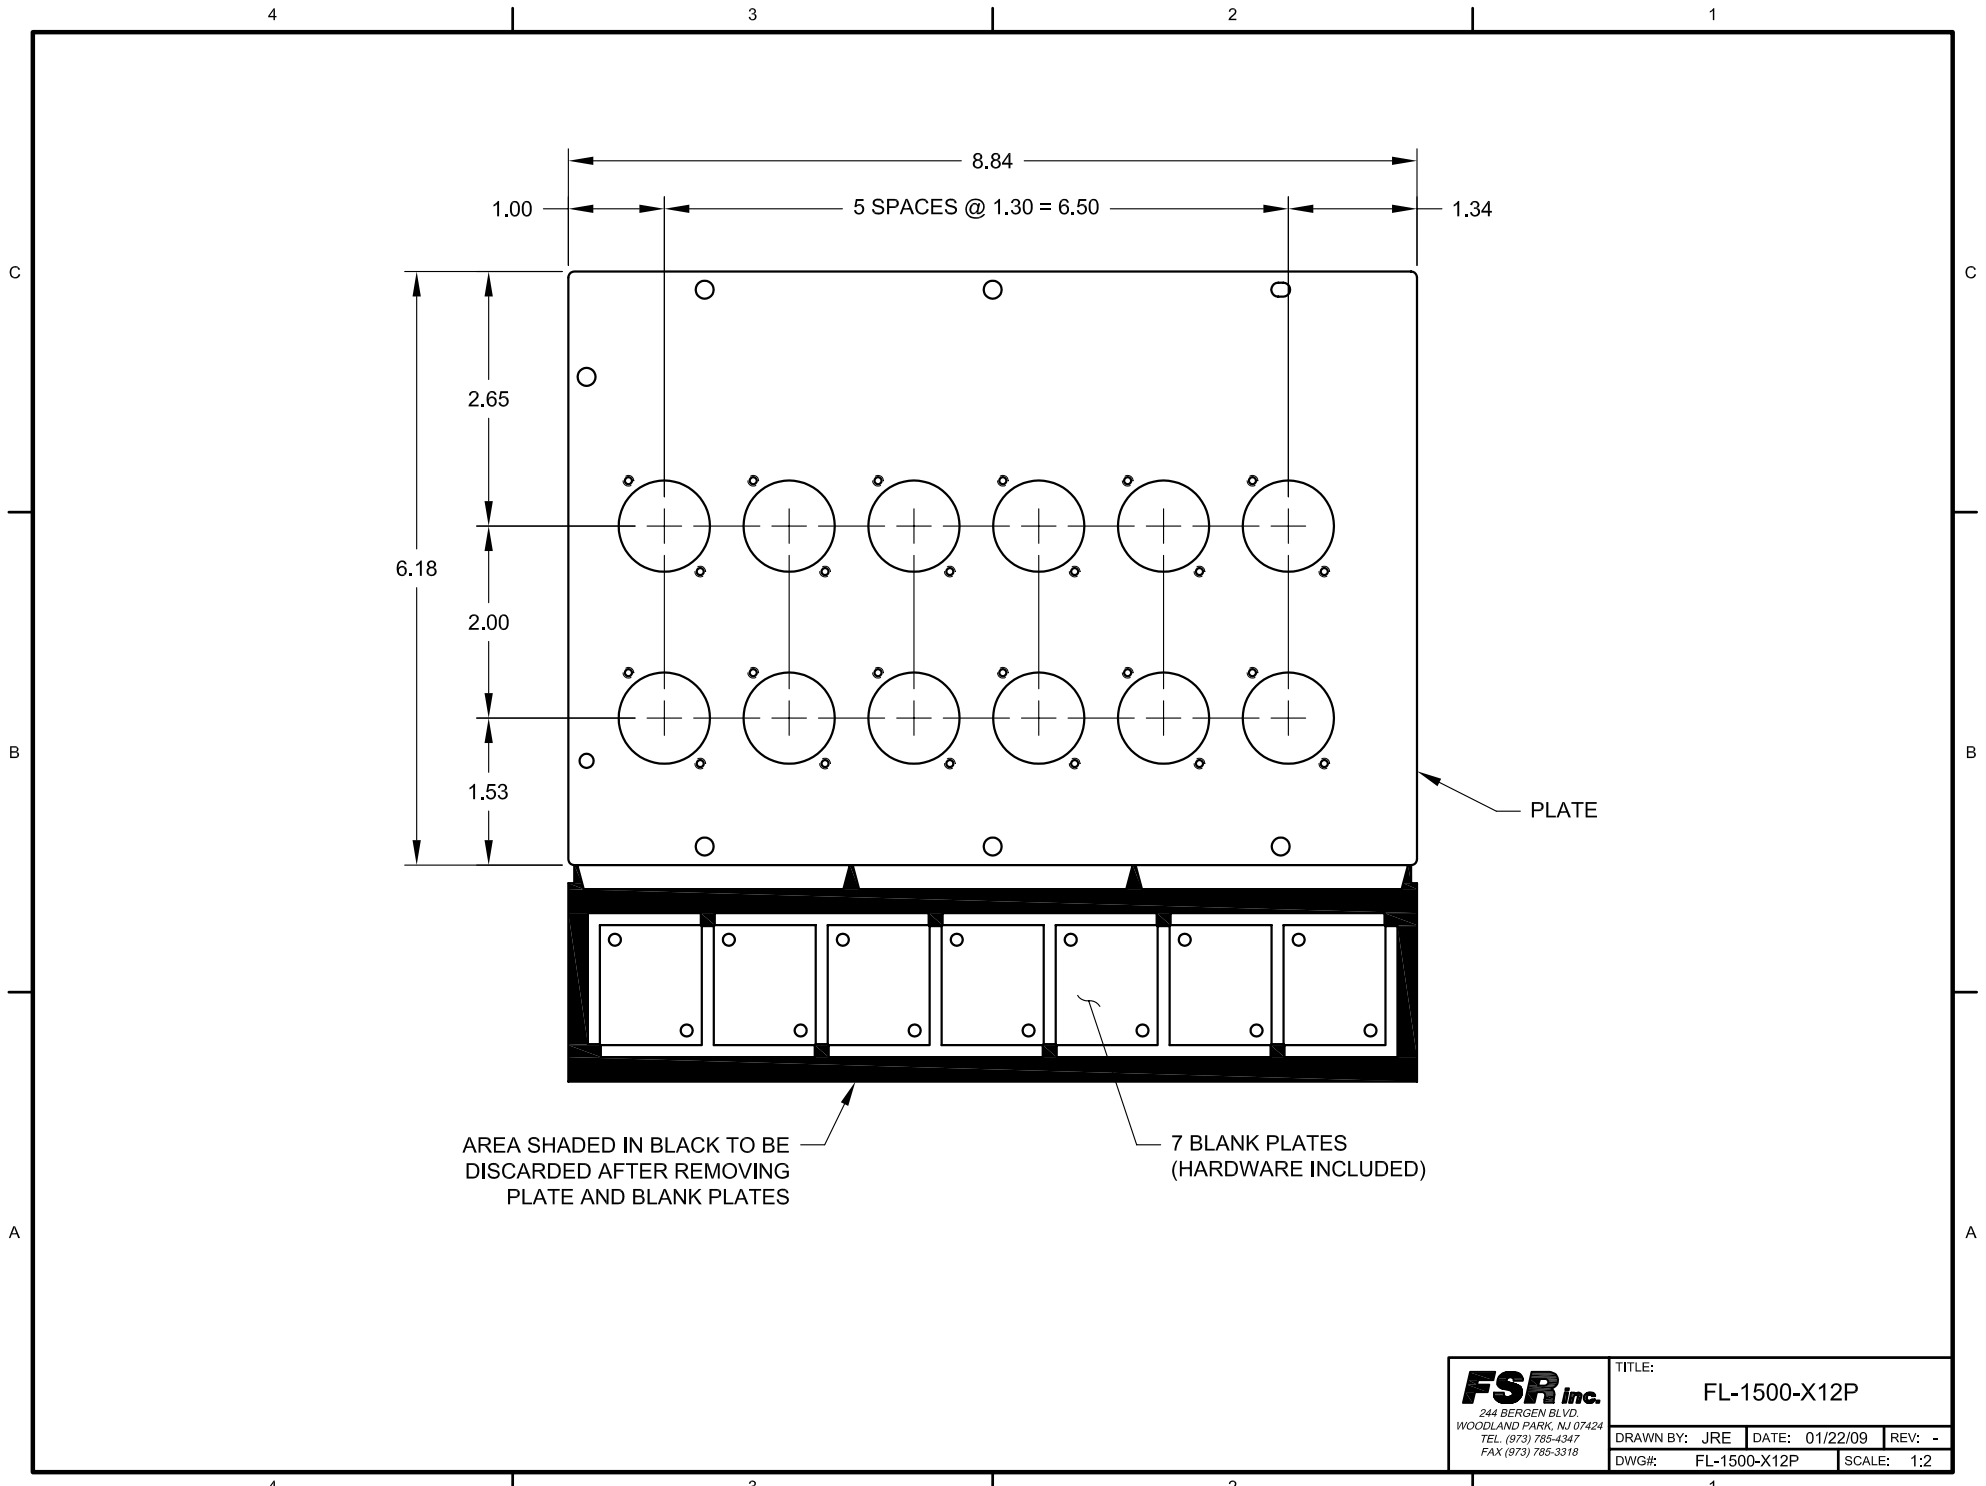 4 3 2 1
8.84
1.00 5 SPACES @ 1.30 = 6.50 1.34
C C
2.65
6.18
2.00
B B
1.53
PLATE
AREA SHADED IN BLACK TO BE
DISCARDED AFTER REMOVING
PLATE AND BLANK PLATES
7 BLANK PLATES
(HARDWARE INCLUDED)
A A
FSR inc.
244 BERGEN BLVD.
WOODLAND PARK, NJ 07424
TEL. (973) 785-4347
FAX (973) 785-3318
TITLE:
FL-1500-X12P
DRAWN BY: JRE DATE: 01/22/09 REV: -
DWG#: FL-1500-X12P SCALE: 1:2